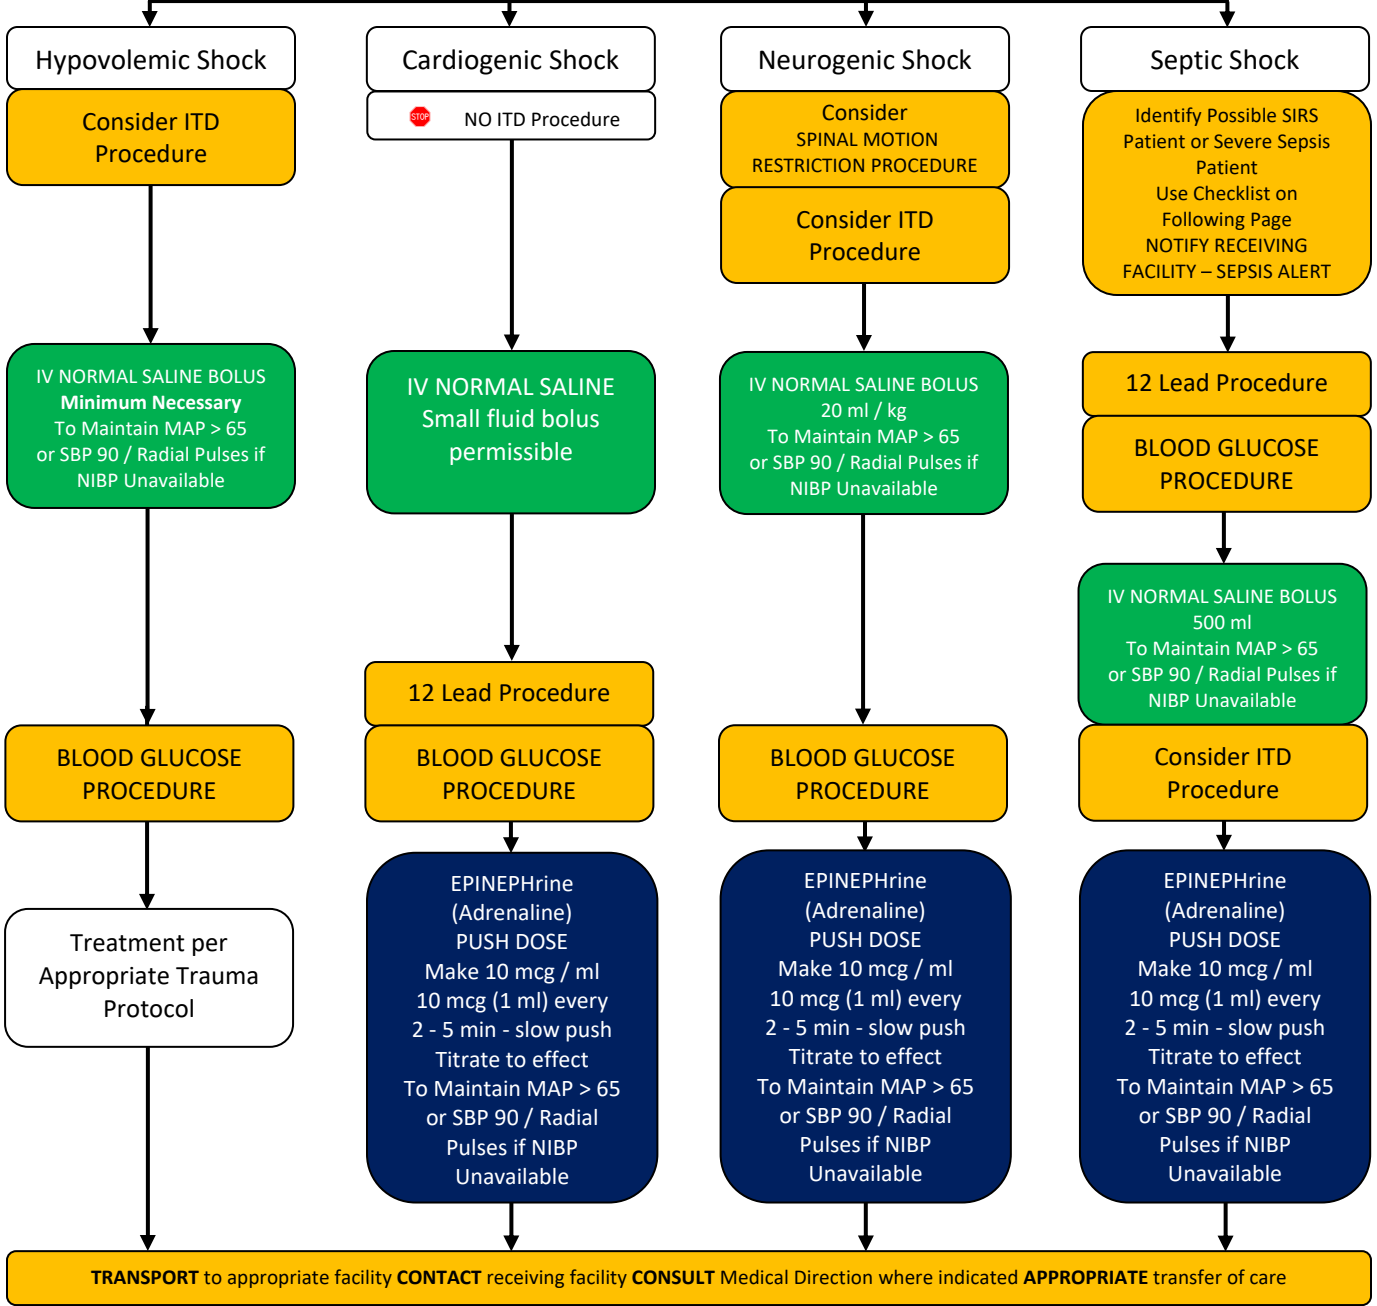 Hypovolemic Shock
Consider ITD
Procedure
IV NORMAL SALINE BOLUS
Minimum Necessary
To Maintain MAP > 65
or SBP 90 / Radial Pulses if
NIBP Unavailable
BLOOD GLUCOSE
PROCEDURE
Treatment per
Appropriate Trauma
Protocol
Cardiogenic Shock
STOP
NO ITD Procedure
IV NORMAL SALINE
Small fluid bolus
permissible
12 Lead Procedure
BLOOD GLUCOSE
PROCEDURE
EPINEPHrine
(Adrenaline)
PUSH DOSE
Make 10 mcg / ml
10 mcg (1 ml) every
2 - 5 min - slow push
Titrate to effect
To Maintain MAP > 65
or SBP 90 / Radial
Pulses if NIBP
Unavailable
Neurogenic Shock
Consider
SPINAL MOTION
RESTRICTION PROCEDURE
Consider ITD
Procedure
IV NORMAL SALINE BOLUS
20 ml / kg
To Maintain MAP > 65
or SBP 90 / Radial Pulses if
NIBP Unavailable
BLOOD GLUCOSE
PROCEDURE
EPINEPHrine
(Adrenaline)
PUSH DOSE
Make 10 mcg / ml
10 mcg (1 ml) every
2 - 5 min - slow push
Titrate to effect
To Maintain MAP > 65
or SBP 90 / Radial
Pulses if NIBP
Unavailable
Septic Shock
Identify Possible SIRS
Patient or Severe Sepsis
Patient
Use Checklist on
Following Page
NOTIFY RECEIVING
FACILITY – SEPSIS ALERT
12 Lead Procedure
BLOOD GLUCOSE
PROCEDURE
IV NORMAL SALINE BOLUS
500 ml
To Maintain MAP > 65
or SBP 90 / Radial Pulses if
NIBP Unavailable
Consider ITD
Procedure
EPINEPHrine
(Adrenaline)
PUSH DOSE
Make 10 mcg / ml
10 mcg (1 ml) every
2 - 5 min - slow push
Titrate to effect
To Maintain MAP > 65
or SBP 90 / Radial
Pulses if NIBP
Unavailable
TRANSPORT to appropriate facility CONTACT receiving facility CONSULT Medical Direction where indicated APPROPRIATE transfer of care